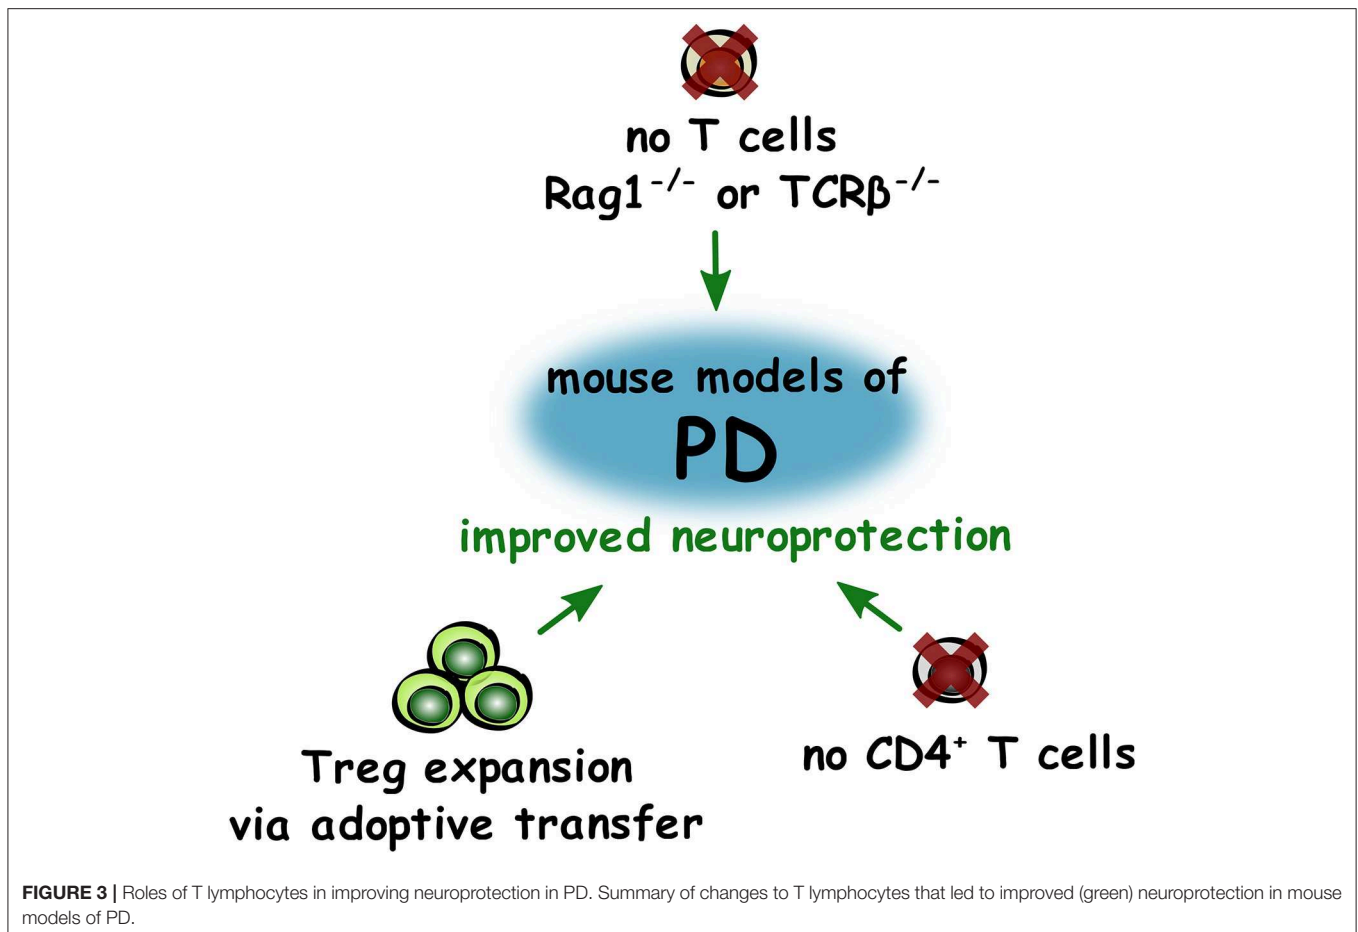 no T cells
Rag1⁻/⁻ or TCRβ⁻/⁻
mouse models of
PD
improved neuroprotection
Treg expansion
via adoptive transfer
no CD4⁺ T cells
FIGURE 3 | Roles of T lymphocytes in improving neuroprotection in PD. Summary of changes to T lymphocytes that led to improved (green) neuroprotection in mouse
models of PD.